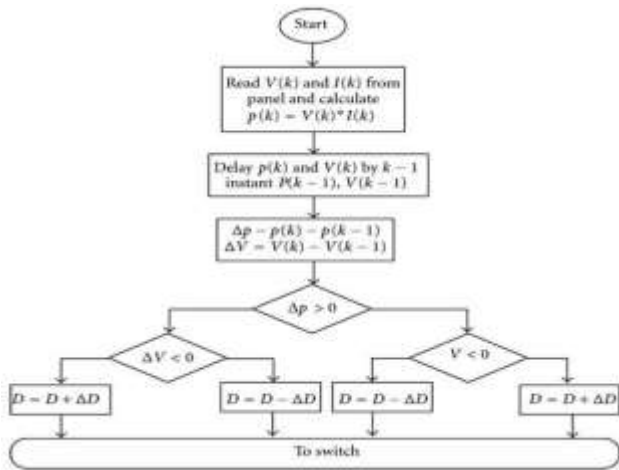 Start
Read V(k) and I(k) from
panel and calculate
p(k) = V(k)*I(k)
Delay p(k) and V(k) by k − 1
instant P(k − 1), V(k − 1)
Δp − p(k) − p(k − 1)
ΔV = V(k) − V(k − 1)
Δp > 0
ΔV < 0
V < 0
D = D + ΔD
D = D − ΔD
D = D − ΔD
D = D + ΔD
To switch